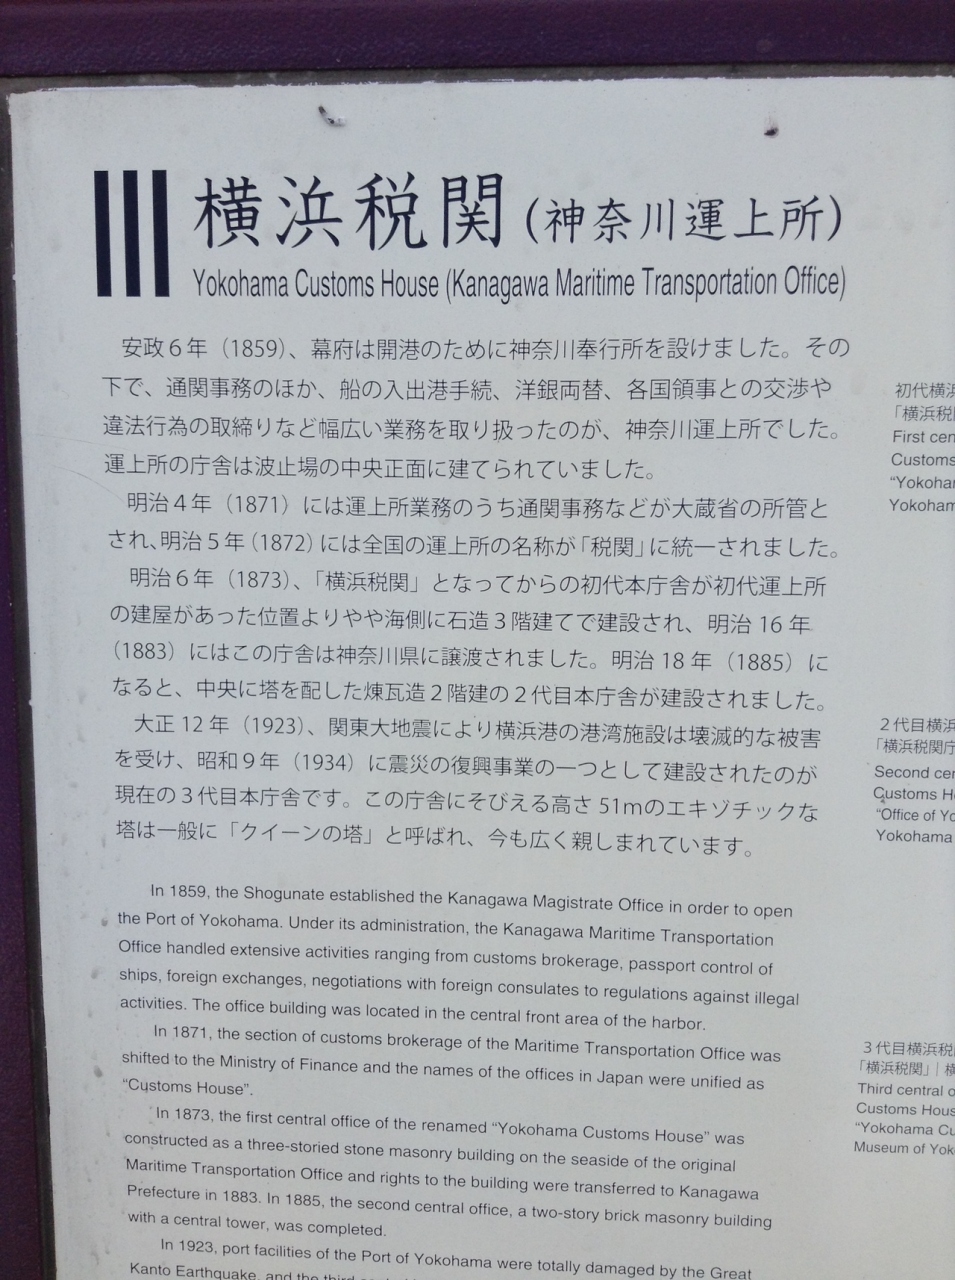 横浜税関(神奈川運上所)
Yokohama Customs House (Kanagawa Maritime Transportation Office)
安政6年（1859）、幕府は開港のために神奈川奉行所を設けました。その
下で、通関事務のほか、船の入出港手続、洋銀両替、各国領事との交渉や
違法行為の取締りなど幅広い業務を取り扱ったのが、神奈川運上所でした。
運上所の庁舎は波止場の中央正面に建てられていました。
明治4年（1871）には運上所業務のうち通関事務などが大蔵省の所管と
され、明治5年（1872）には全国の運上所の名称が「税関」に統一されました。
明治6年（1873）、「横浜税関」となってからの初代本庁舎が初代運上所
の建屋があった位置よりやや海側に石造3階建てで建設され、明治16年
（1883）にはこの庁舎は神奈川県に譲渡されました。明治18年（1885）に
なると、中央に塔を配した煉瓦造2階建の2代目本庁舎が建設されました。
大正12年（1923）、関東大地震により横浜港の港湾施設は壊滅的な被害
を受け、昭和9年（1934）に震災の復興事業の一つとして建設されたのが
現在の3代目本庁舎です。この庁舎にそびえる高さ51mのエキゾチックな
塔は一般に「クイーンの塔」と呼ばれ、今も広く親しまれています。
In 1859, the Shogunate established the Kanagawa Magistrate Office in order to open
the Port of Yokohama. Under its administration, the Kanagawa Maritime Transportation
Office handled extensive activities ranging from customs brokerage, passport control of
ships, foreign exchanges, negotiations with foreign consulates to regulations against illegal
activities. The office building was located in the central front area of the harbor.
In 1871, the section of customs brokerage of the Maritime Transportation Office was
shifted to the Ministry of Finance and the names of the offices in Japan were unified as
“Customs House”.
In 1873, the first central office of the renamed “Yokohama Customs House” was
constructed as a three-storied stone masonry building on the seaside of the original
Maritime Transportation Office and rights to the building were transferred to Kanagawa
Prefecture in 1883. In 1885, the second central office, a two-story brick masonry building
with a central tower, was completed.
In 1923, port facilities of the Port of Yokohama were totally damaged by the Great
Kanto Earthquake, and the third
初代横浜
「横浜税
First cen
Customs
“Yokoha
Yokoham
2代目横浜
「横浜税関庁
Second cen
Customs H
“Office of Yo
Yokohama
3代目横浜税
「横浜税関」｜横
Third central o
Customs Hous
“Yokohama Cu
Museum of Yok